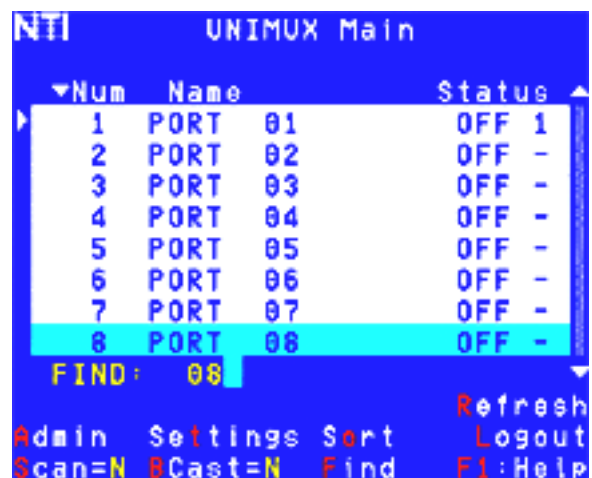 NTI UNIMUX Main
Num Name Status
1 PORT 01 OFF 1
2 PORT 02 OFF -
3 PORT 03 OFF -
4 PORT 04 OFF -
5 PORT 05 OFF -
6 PORT 06 OFF -
7 PORT 07 OFF -
8 PORT 08 OFF -
FIND: 08
Refresh
Admin Settings Sort Logout
Scan=N BCast=N Find F1:Help